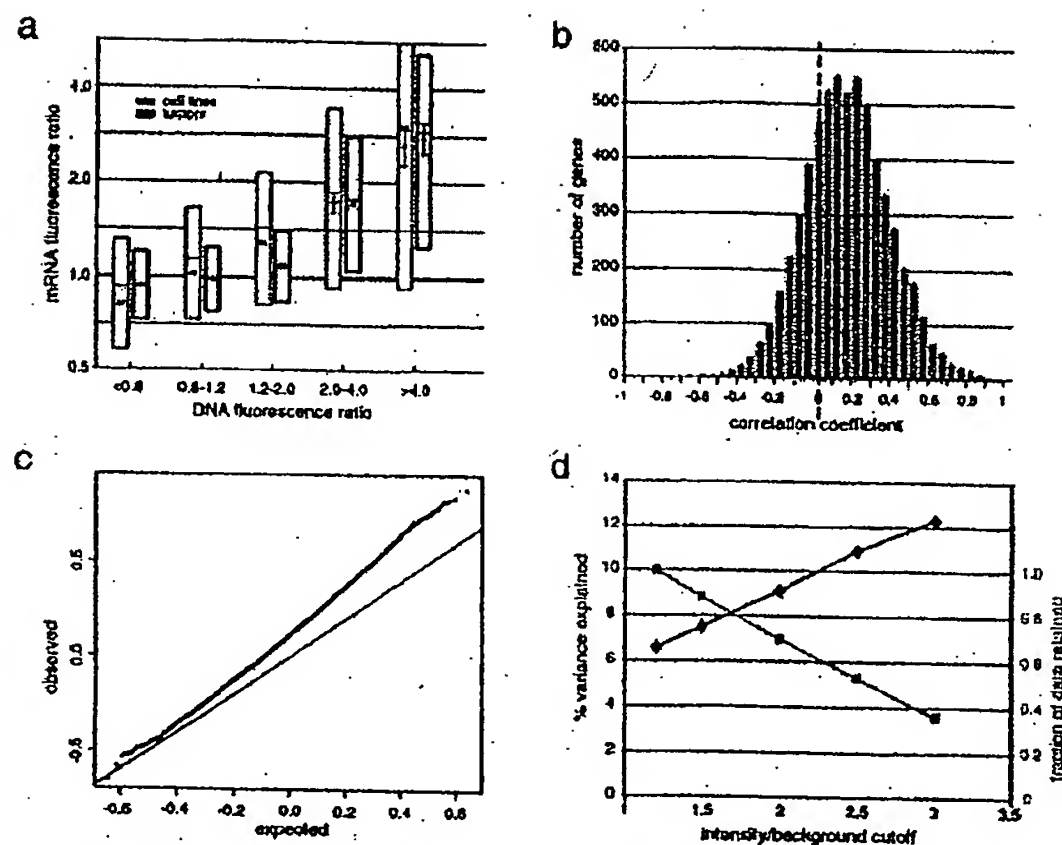 a
mRNA fluorescence ratio
4.0
2.0
1.0
0.5
cell lines
tumors
<0.8
0.8-1.2
1.2-2.0
2.0-4.0
>4.0
DNA fluorescence ratio
b
number of genes
600
500
400
300
200
100
0
-1 -0.8 -0.6 -0.4 -0.2 0 0.2 0.4 0.6 0.8 1
correlation coefficient
c
observed
0.5
0.0
-0.5
-0.6 -0.4 0.0 0.2 0.4 0.6
expected
d
% variance explained
14
12
10
8
6
4
2
0
1 1.5 2 2.5 3 3.5
intensity/background cutoff
1.0
0.8
0.6
0.4
0.2
0
fraction of data retained